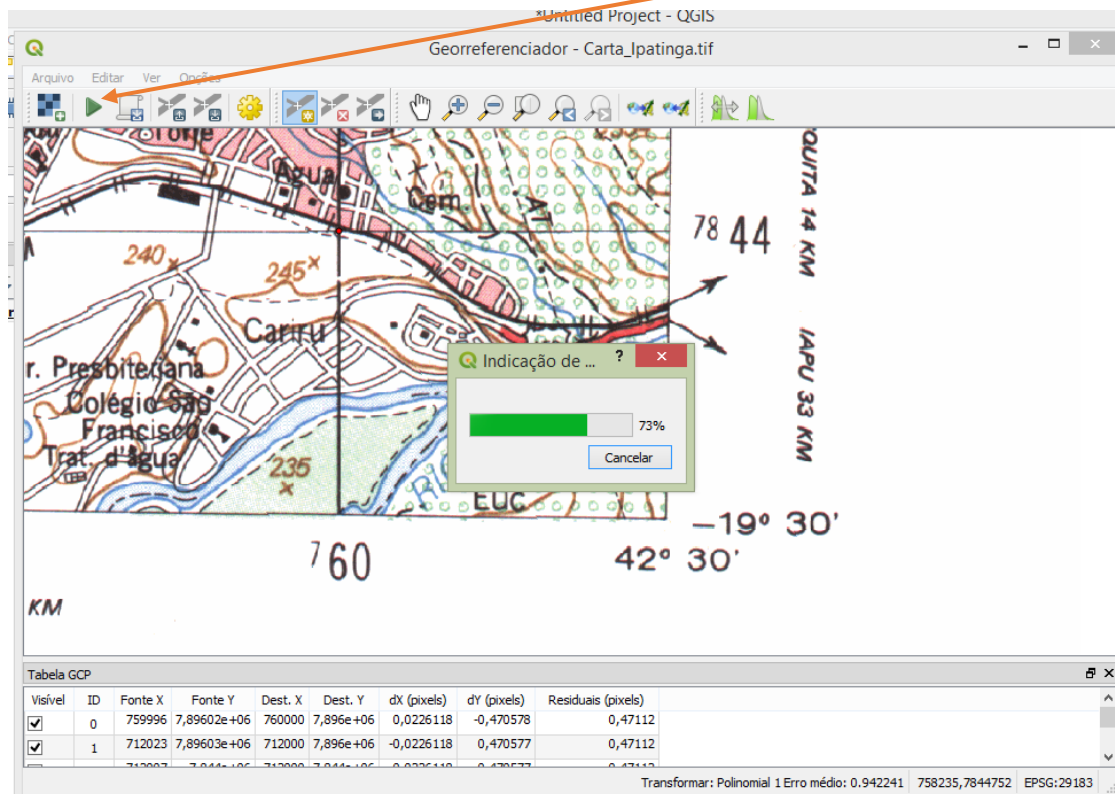 *Untitled Project - QGIS
Georreferenciador - Carta_Ipatinga.tif
Arquivo Editar Ver Opções
Torre
Água
Cem.
AT
QUITA 14 KM
78 44
240
245
Cariru
IAPU 33 KM
r. Presbiteriana
Colégio São
Francisco
Trat. d'água
235
EUC
Indicação de ... ?
73%
Cancelar
-19° 30'
760
42° 30'
KM
Tabela GCP
Visível ID Fonte X Fonte Y Dest. X Dest. Y dX (pixels) dY (pixels) Residuais (pixels)
0 759996 7,89602e+06 760000 7,896e+06 0,0226118 -0,470578 0,47112
1 712023 7,89603e+06 712000 7,896e+06 -0,0226118 0,470577 0,47112
Transformar: Polinomial 1 Erro médio: 0.942241 758235,7844752 EPSG:29183